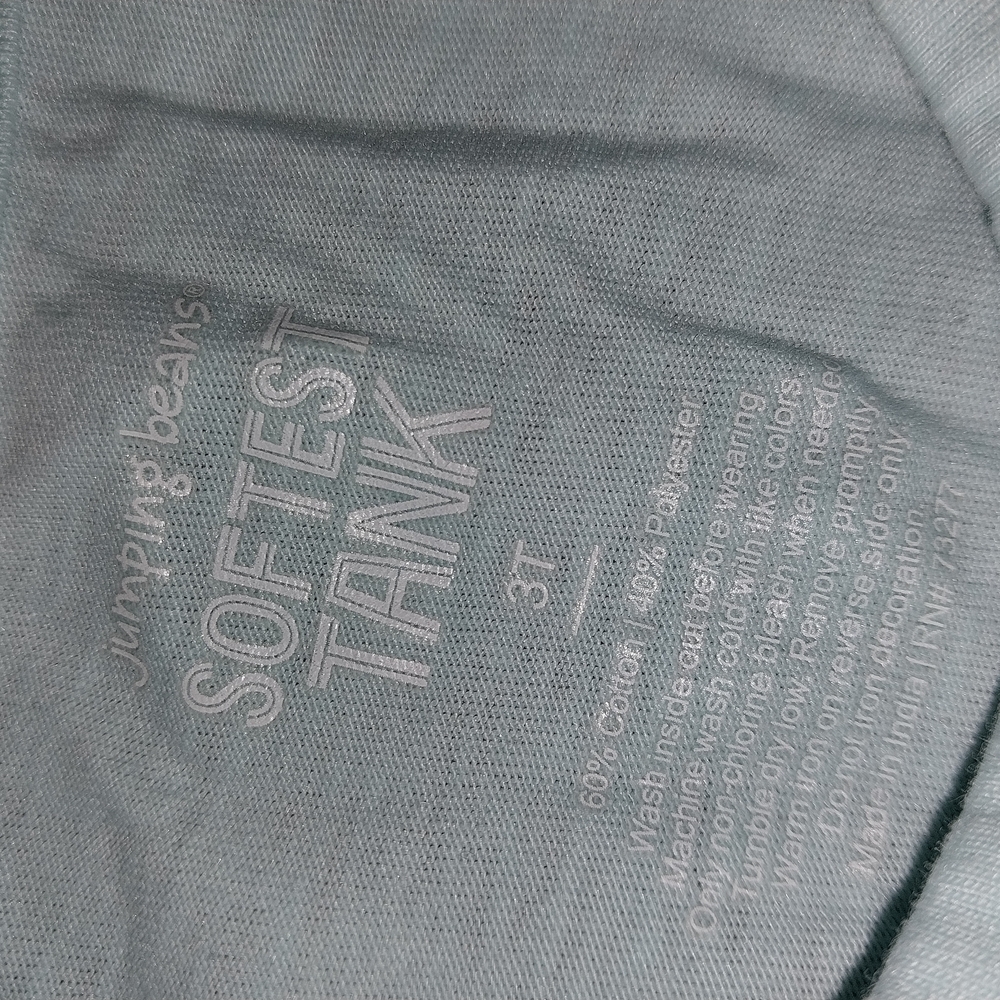 jumping beans®
SOFTEST
TANK
3T
60% Cotton / 40% Polyester
Wash inside out before wearing
Machine wash cold with like colors
Only non-chlorine bleach when needed
Tumble dry low. Remove promptly
Warm iron on reverse side only
Do not iron decoration
Made in India / RN# 73277